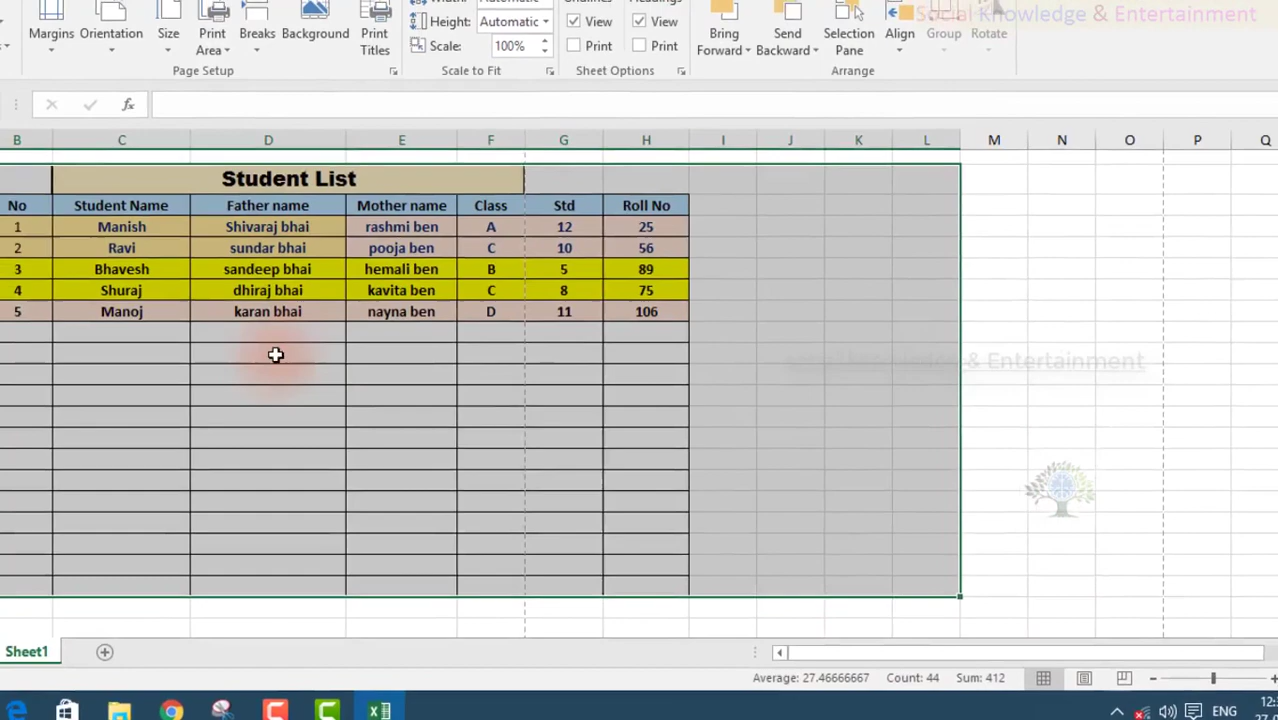 Social Knowledge & Entertainment
Margins Orientation Size Print Area Breaks Background Print Titles
Height: Automatic
Scale: 100%
View View
Print Print
Bring Forward Send Backward Selection Pane Align Group Rotate
Page Setup Scale to Fit Sheet Options Arrange
fx
B C D E F G H I J K L M N O P Q
Student List
No Student Name Father name Mother name Class Std Roll No
1 Manish Shivaraj bhai rashmi ben A 12 25
2 Ravi sundar bhai pooja ben C 10 56
3 Bhavesh sandeep bhai hemali ben B 5 89
4 Shuraj dhiraj bhai kavita ben C 8 75
5 Manoj karan bhai nayna ben D 11 106
Knowledge & Entertainment
Sheet1
Average: 27.46666667 Count: 44 Sum: 412
ENG